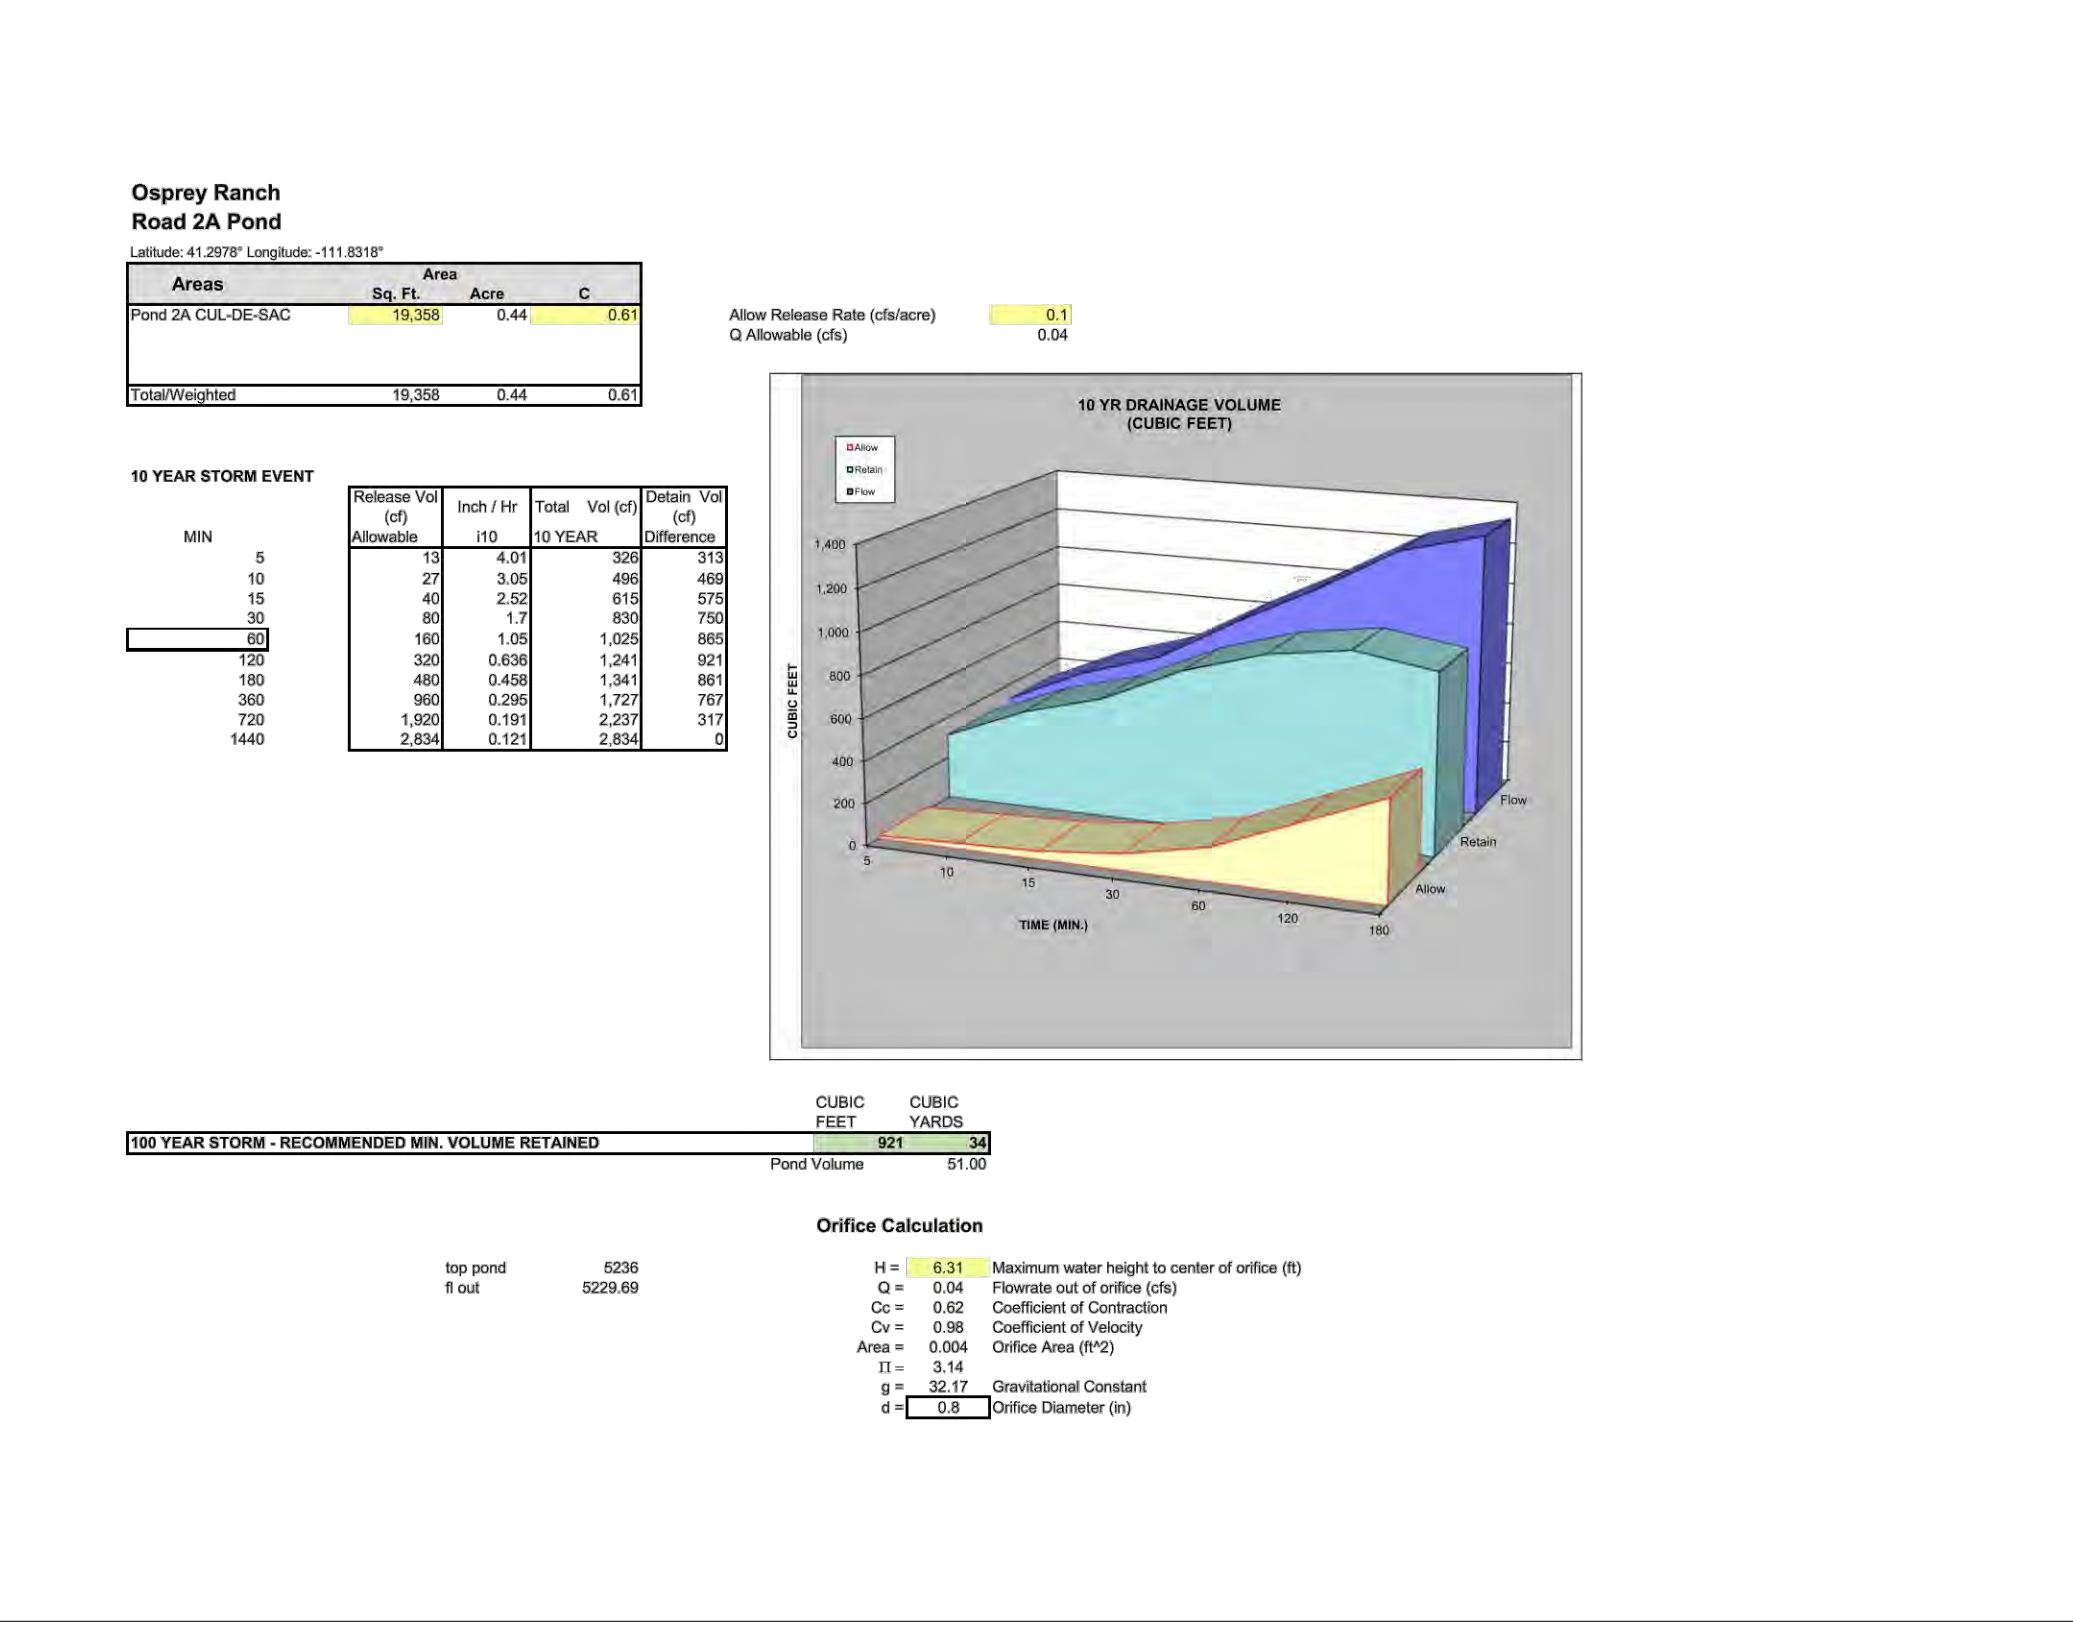 Osprey Ranch
Road 2A Pond
Latitude: 41.2978° Longitude: -111.8318°
Areas Area
Sq. Ft. Acre C
Pond 2A CUL-DE-SAC 19,358 0.44 0.61
Total/Weighted 19,358 0.44 0.61
Allow Release Rate (cfs/acre) 0.1
Q Allowable (cfs) 0.04
10 YEAR STORM EVENT
Release Vol Inch / Hr Total Vol (cf) Detain Vol
(cf) (cf)
MIN Allowable i10 10 YEAR Difference
5 13 4.01 326 313
10 27 3.05 496 469
15 40 2.52 615 575
30 80 1.7 830 750
60 160 1.05 1,025 865
120 320 0.636 1,241 921
180 480 0.458 1,341 861
360 960 0.295 1,727 767
720 1,920 0.191 2,237 317
1440 2,834 0.121 2,834 0
10 YR DRAINAGE VOLUME
(CUBIC FEET)
Allow
Retain
Flow
1,400
1,200
1,000
800
600
400
200
0
CUBIC FEET
5
10
15
30
60
120
180
TIME (MIN.)
Flow
Retain
Allow
CUBIC CUBIC
FEET YARDS
100 YEAR STORM - RECOMMENDED MIN. VOLUME RETAINED 921 34
Pond Volume 51.00
Orifice Calculation
top pond 5236
fl out 5229.69
H = 6.31 Maximum water height to center of orifice (ft)
Q = 0.04 Flowrate out of orifice (cfs)
Cc = 0.62 Coefficient of Contraction
Cv = 0.98 Coefficient of Velocity
Area = 0.004 Orifice Area (ft^2)
Π = 3.14
g = 32.17 Gravitational Constant
d = 0.8 Orifice Diameter (in)